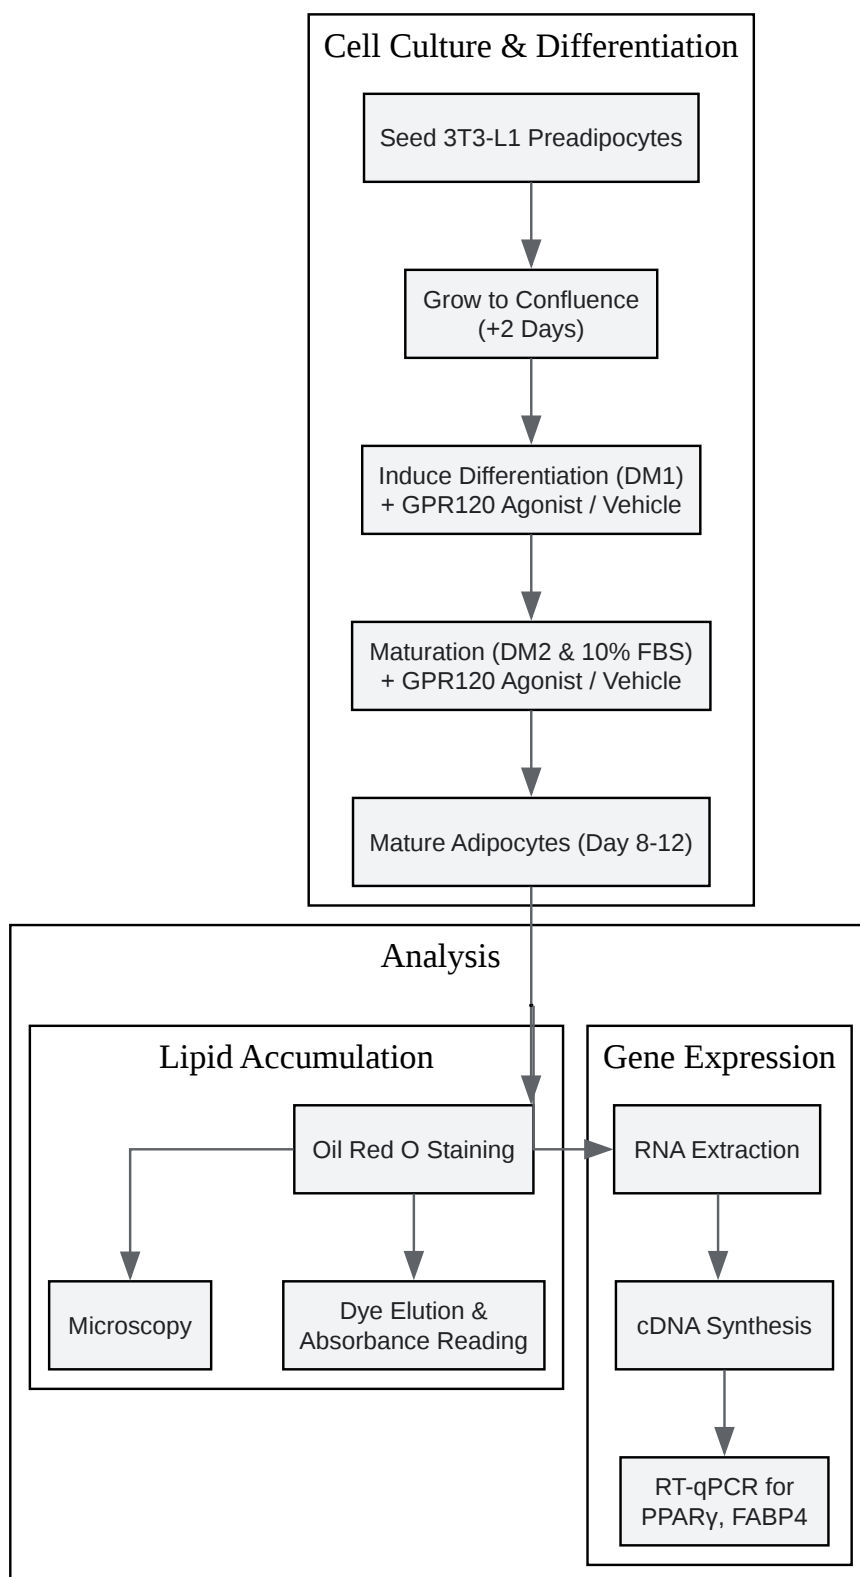 Cell Culture & Differentiation
Seed 3T3-L1 Preadipocytes
Grow to Confluence
(+2 Days)
Induce Differentiation (DM1)
+ GPR120 Agonist / Vehicle
Maturation (DM2 & 10% FBS)
+ GPR120 Agonist / Vehicle
Mature Adipocytes (Day 8-12)
Analysis
Lipid Accumulation
Oil Red O Staining
Microscopy
Dye Elution &
Absorbance Reading
Gene Expression
RNA Extraction
cDNA Synthesis
RT-qPCR for
PPARγ, FABP4